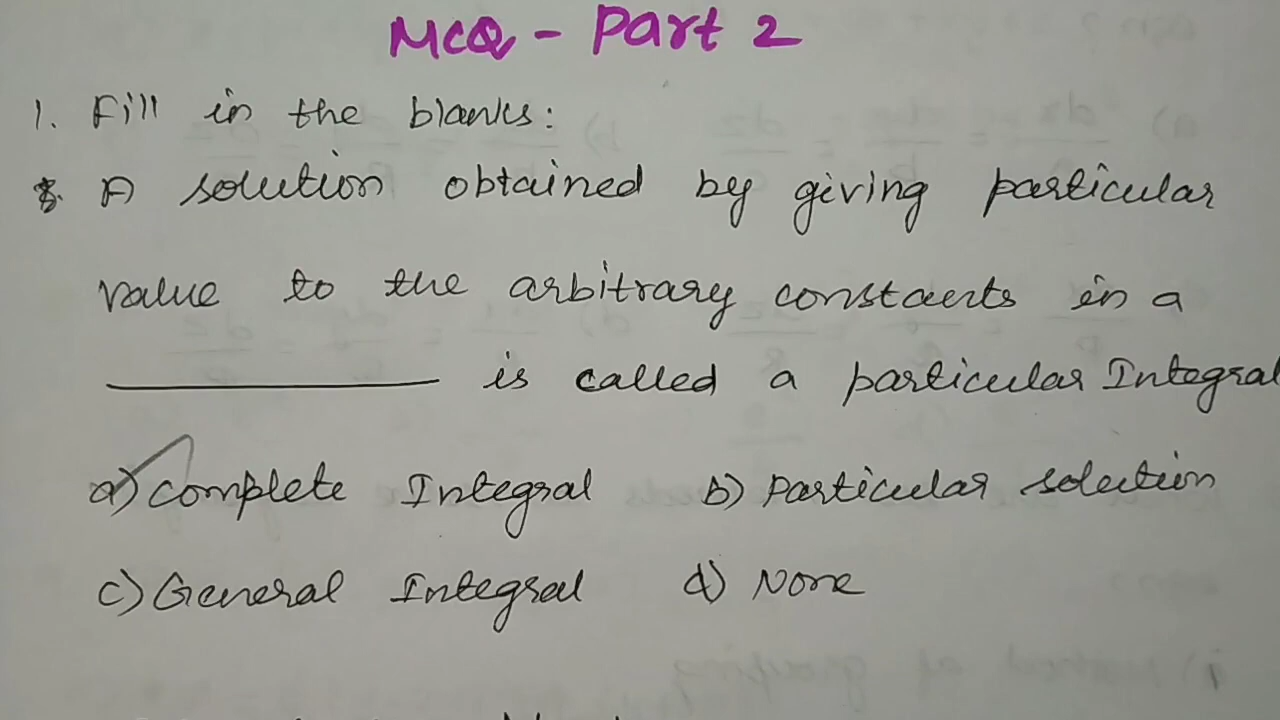 MCQ - Part 2
1. Fill in the blanks:
A solution obtained by giving particular
value to the arbitrary constants in a
__________ is called a particular Integral
a) complete Integral b) Particular solution
c) General Integral d) None